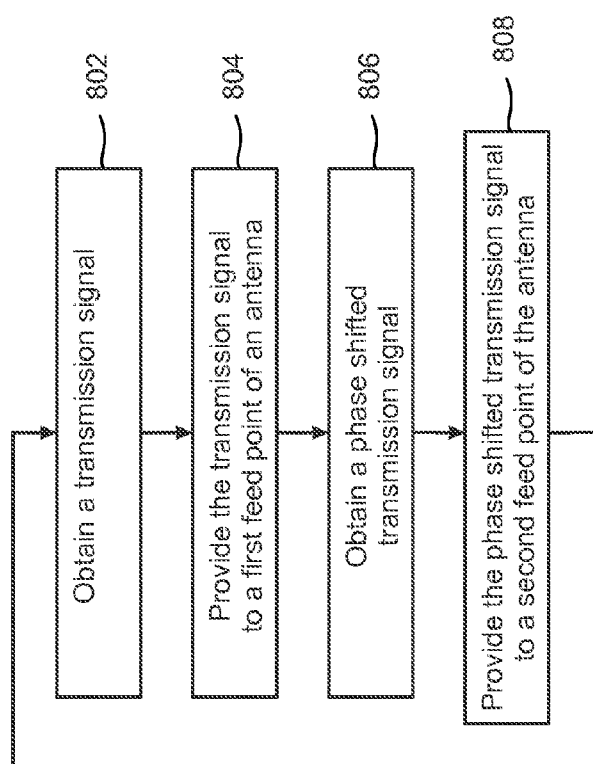 802
Obtain a transmission signal
804
Provide the transmission signal
to a first feed point of an antenna
806
Obtain a phase shifted
transmission signal
808
Provide the phase shifted transmission signal
to a second feed point of the antenna